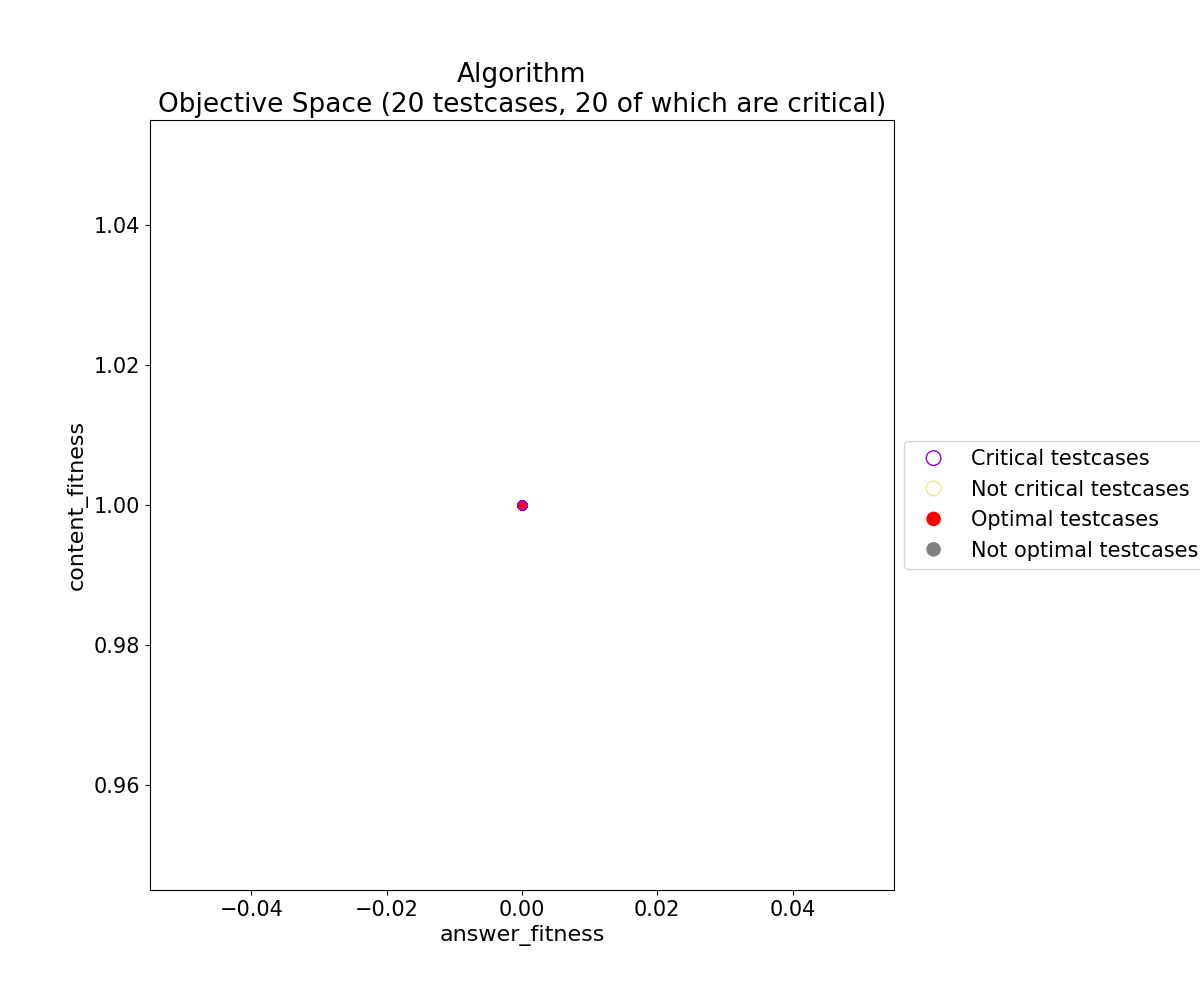 Algorithm
Objective Space (20 testcases, 20 of which are critical)
1.04
1.02
1.00
0.98
0.96
content_fitness
−0.04
−0.02
0.00
0.02
0.04
answer_fitness
Critical testcases
Not critical testcases
Optimal testcases
Not optimal testcases